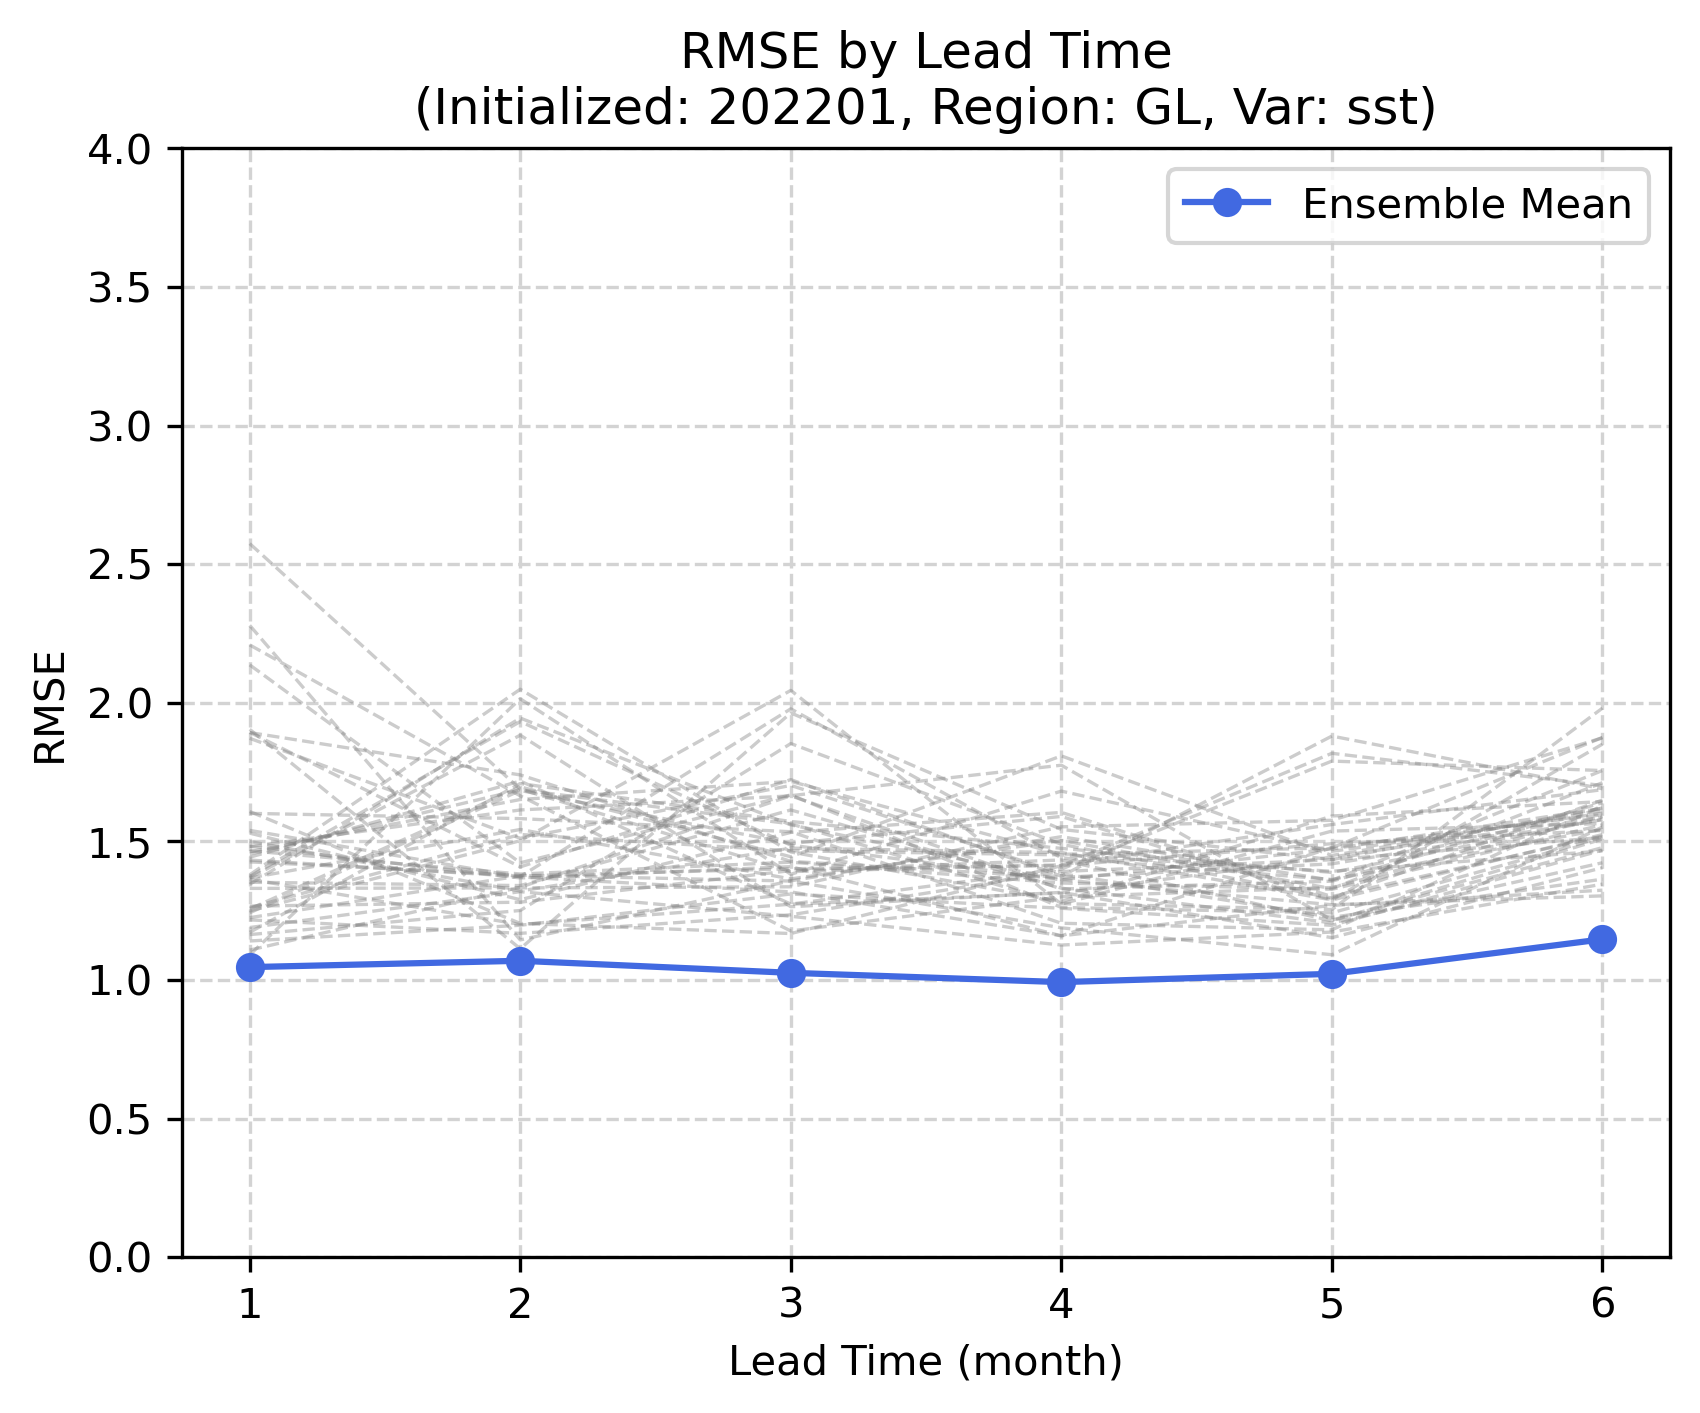 RMSE by Lead Time
(Initialized: 202201, Region: GL, Var: sst)
Ensemble Mean
RMSE
4.0
3.5
3.0
2.5
2.0
1.5
1.0
0.5
0.0
1 2 3 4 5 6
Lead Time (month)